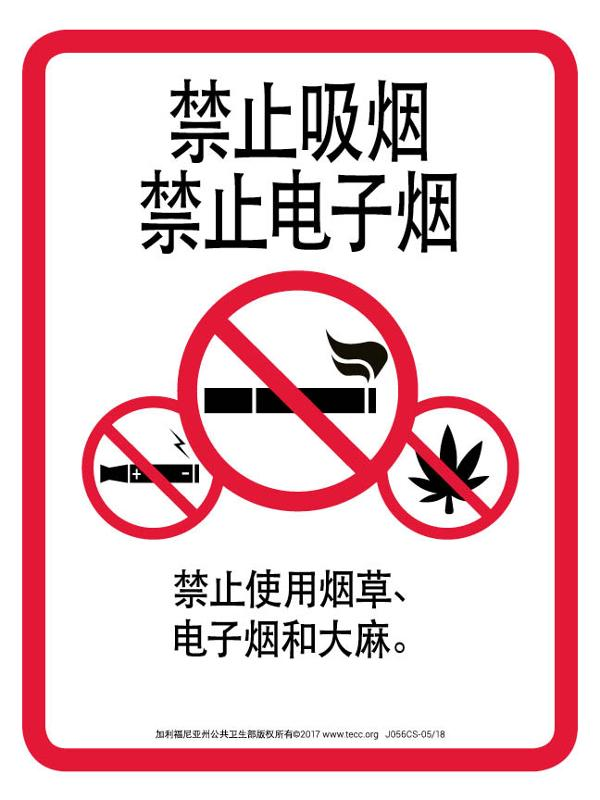 禁止吸烟
禁止电子烟
禁止使用烟草、
电子烟和大麻。
加利福尼亚州公共卫生部版权所有©2017 www.tecc.org J056CS-05/18